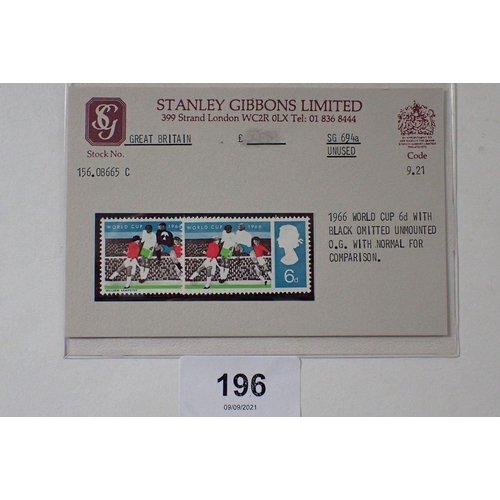 SG
STANLEY GIBBONS LIMITED
399 Strand London WC2R 0LX Tel: 01 836 8444
GREAT BRITAIN £ SG 694a
UNUSED
Stock No. Code
156.08665 C 9.21
1966 WORLD CUP 6d WITH
BLACK OMITTED UNMOUNTED
O.G. WITH NORMAL FOR
COMPARISON.
WORLD CUP 196
WORLD CUP 1966
6d
196
09/09/2021